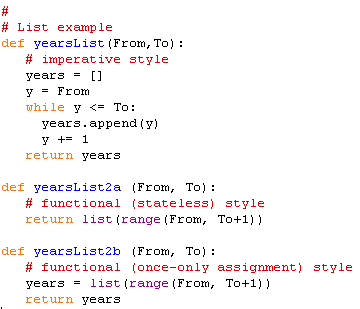 #
# List example
def yearsList(From,To):
   # imperative style
   years = []
   y = From
   while y <= To:
     years.append(y)
     y += 1
   return years

def yearsList2a (From, To):
   # functional (stateless) style
   return list(range(From, To+1))

def yearsList2b (From, To):
   # functional (once-only assignment) style
   years = list(range(From, To+1))
   return years